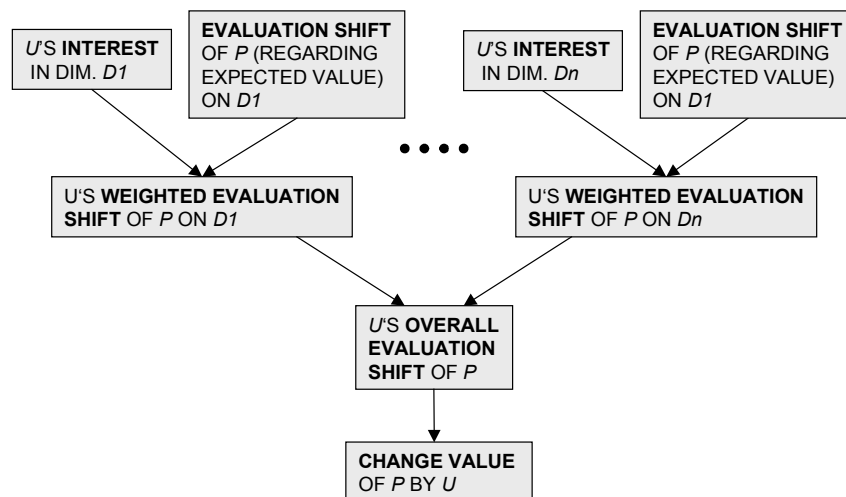 U'S INTEREST
IN DIM. D1
EVALUATION SHIFT
OF P (REGARDING
EXPECTED VALUE)
ON D1
U'S INTEREST
IN DIM. Dn
EVALUATION SHIFT
OF P (REGARDING
EXPECTED VALUE)
ON D1
U‘S WEIGHTED EVALUATION
SHIFT OF P ON D1
U‘S WEIGHTED EVALUATION
SHIFT OF P ON Dn
U‘S OVERALL
EVALUATION
SHIFT OF P
CHANGE VALUE
OF P BY U